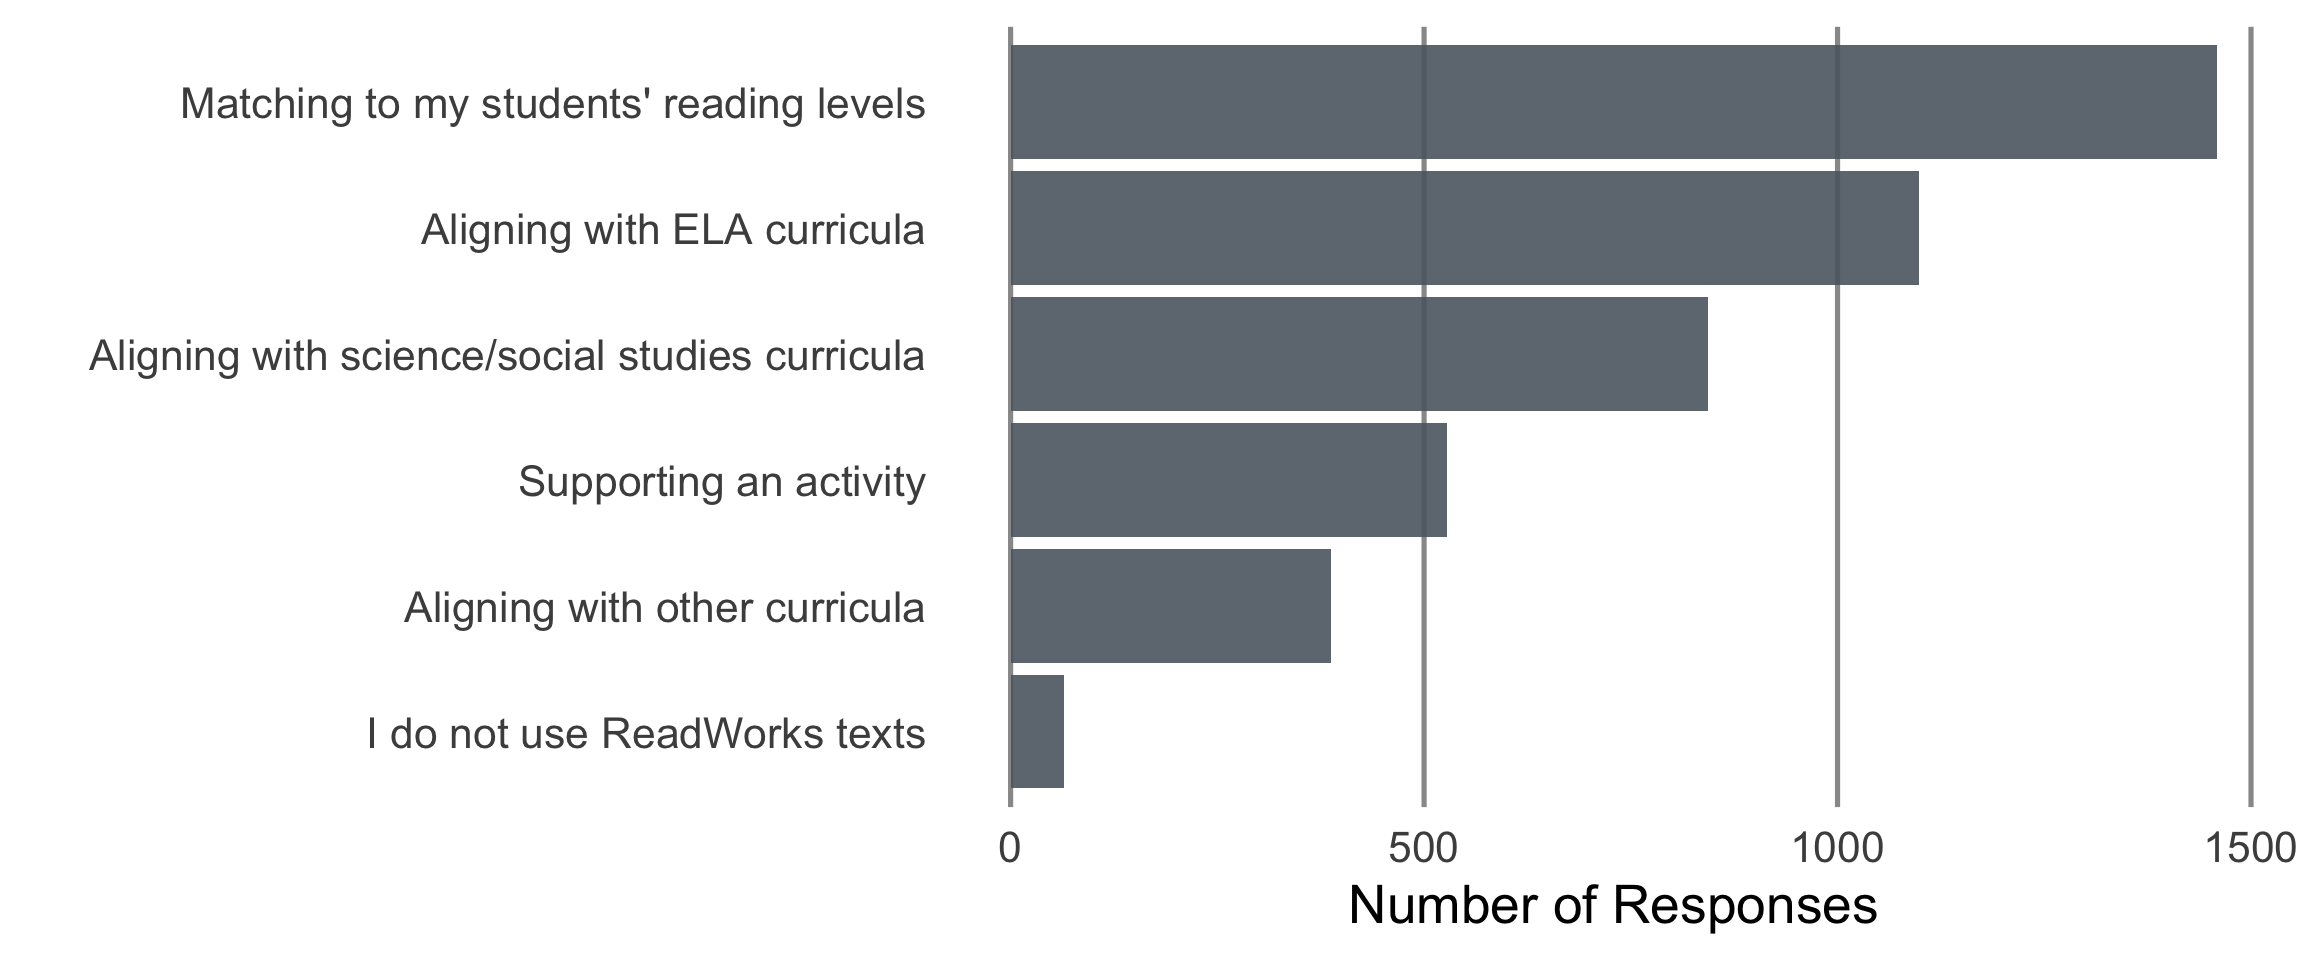 Matching to my students' reading levels
Aligning with ELA curricula
Aligning with science/social studies curricula
Supporting an activity
Aligning with other curricula
I do not use ReadWorks texts
0 500 1000 1500
Number of Responses